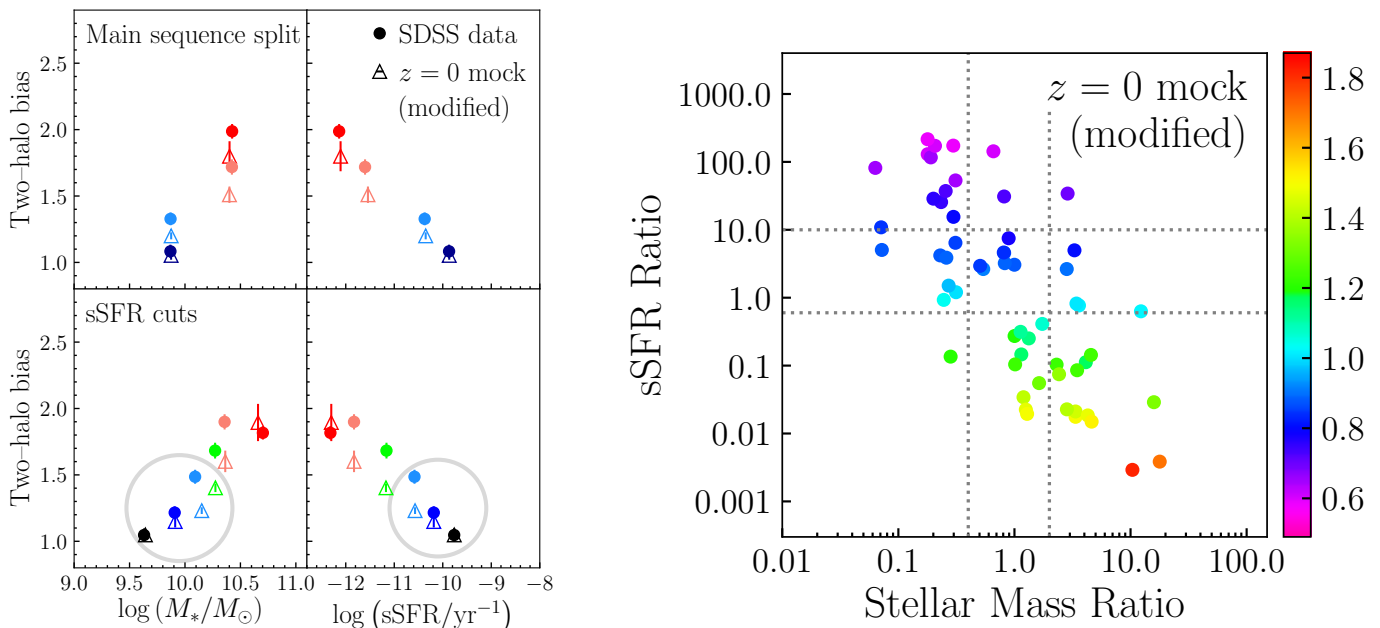 Main sequence split
SDSS data
z = 0 mock
(modified)
Two−halo bias
2.5
2.0
1.5
1.0
sSFR cuts
Two−halo bias
2.5
2.0
1.5
1.0
9.0 9.5 10.0 10.5 11.0
−12 −11 −10 −9 −8
log (M*/M⊙)
log (sSFR/yr⁻¹)
z = 0 mock
(modified)
sSFR Ratio
1000.0
100.0
10.0
1.0
0.1
0.01
0.001
0.01 0.1 1.0 10.0 100.0
Stellar Mass Ratio
1.8
1.6
1.4
1.2
1.0
0.8
0.6